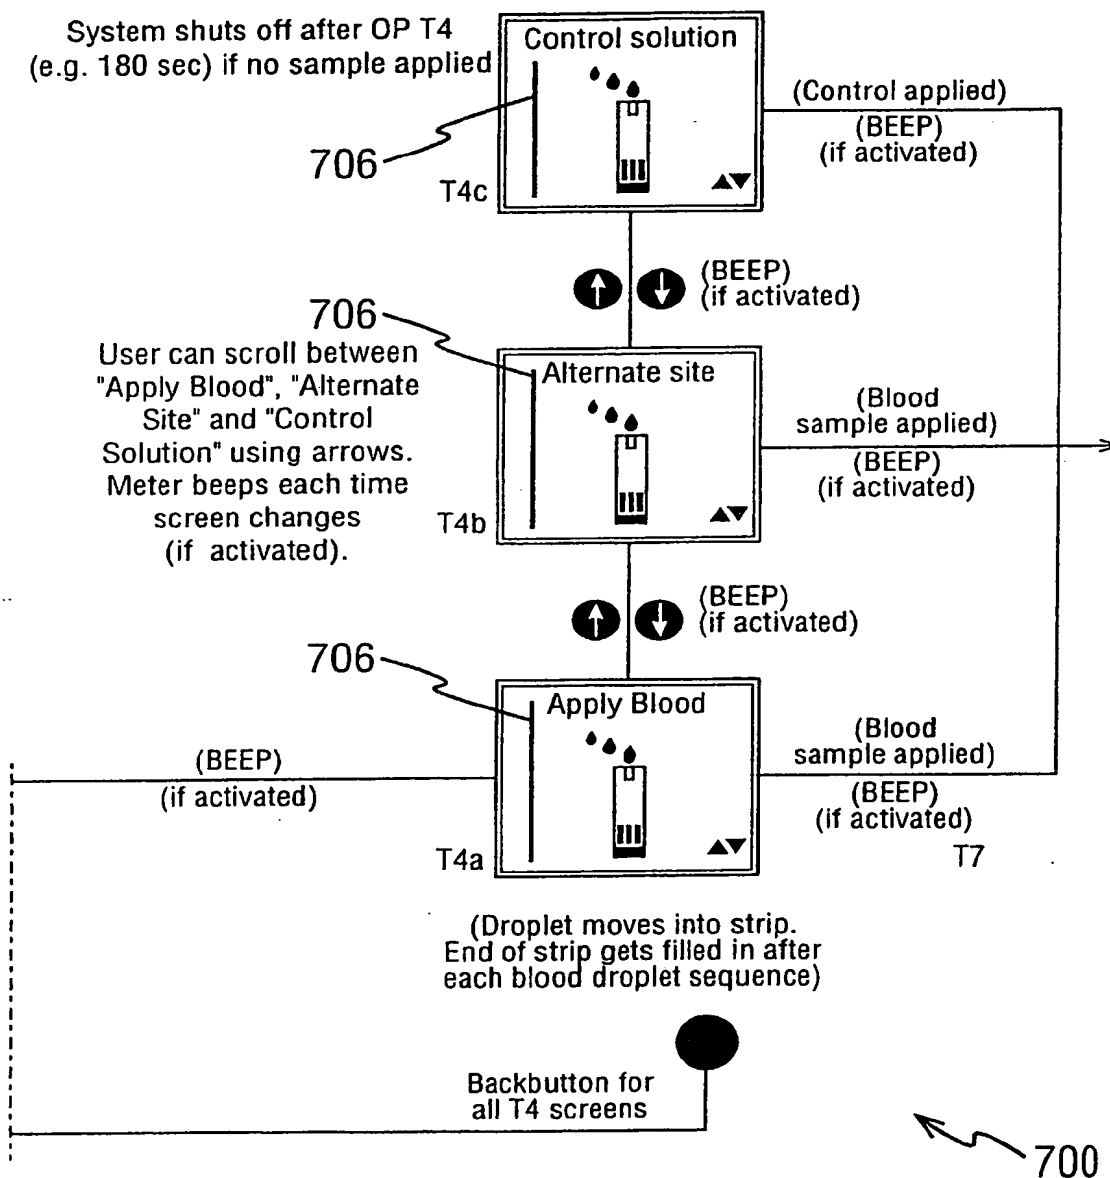 System shuts off after OP T4
(e.g. 180 sec) if no sample applied
Control solution
706
T4c
(Control applied)
(BEEP)
(if activated)
(BEEP)
(if activated)
706
User can scroll between
"Apply Blood", "Alternate
Site" and "Control
Solution" using arrows.
Meter beeps each time
screen changes
(if activated).
Alternate site
T4b
(Blood
sample applied)
(BEEP)
(if activated)
(BEEP)
(if activated)
706
Apply Blood
T4a
(BEEP)
(if activated)
(Blood
sample applied)
(BEEP)
(if activated)
T7
(Droplet moves into strip.
End of strip gets filled in after
each blood droplet sequence)
Backbutton for
all T4 screens
700